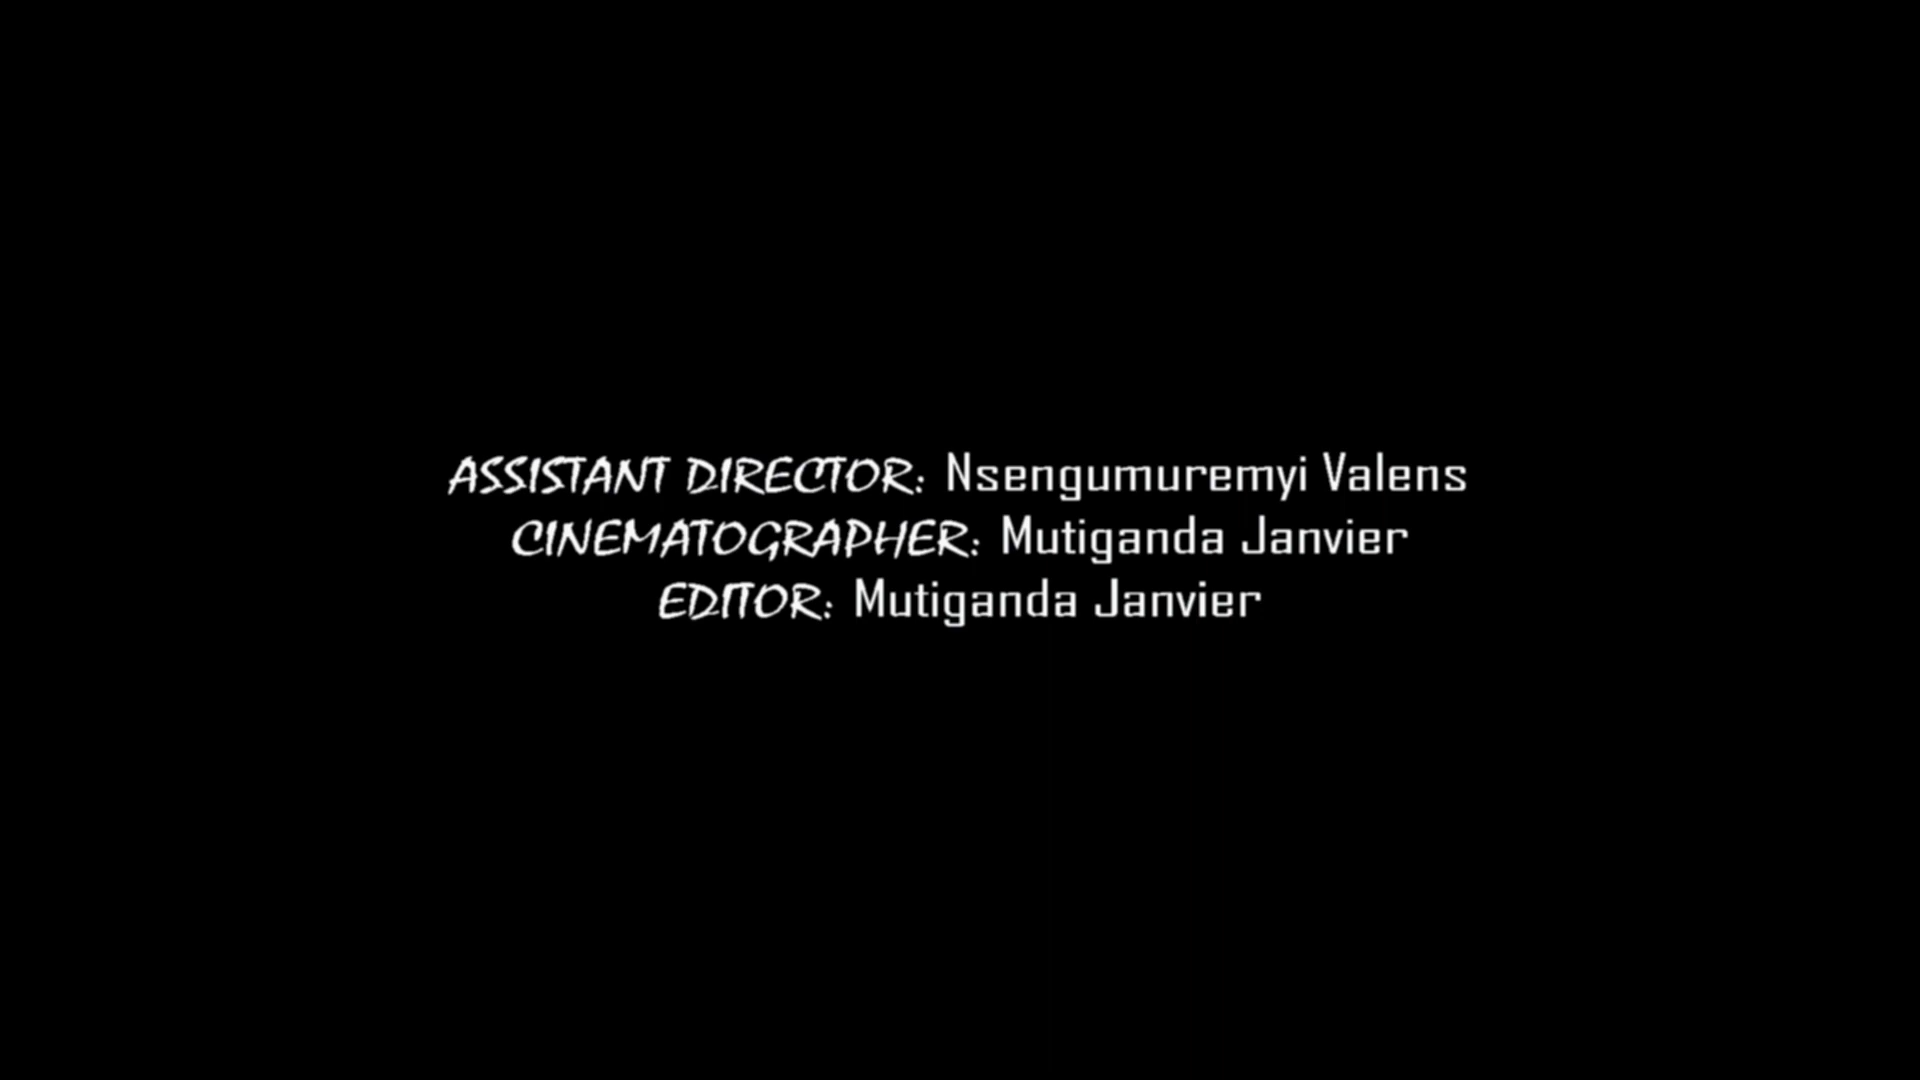 ASSISTANT DIRECTOR: Nsengumuremyi Valens
CINEMATOGRAPHER: Mutiganda Janvier
EDITOR: Mutiganda Janvier